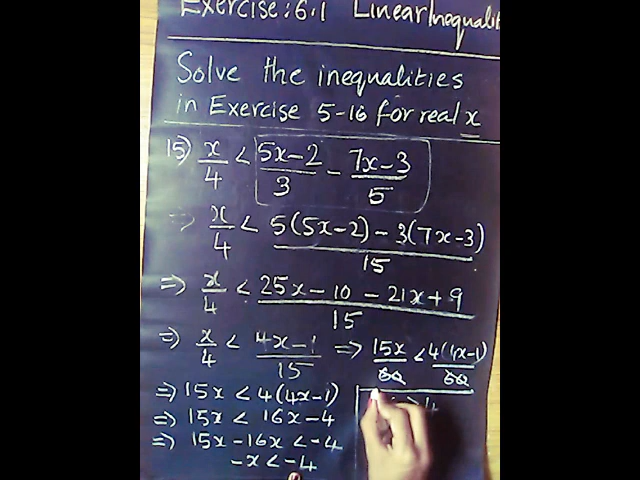 Exercise:6.1 Linear Inequalit
Solve the inequalities
in Exercise 5-16 for real x
15) x/4 < (5x-2)/3 - (7x-3)/5
⇒ x/4 < (5(5x-2) - 3(7x-3))/15
⇒ x/4 < (25x - 10 - 21x + 9)/15
⇒ x/4 < (4x-1)/15 ⇒ 15x/60 < 4(4x-1)/60
⇒ 15x < 4(4x-1)
⇒ 15x < 16x - 4
⇒ 15x - 16x < -4
-x < -4
> 4